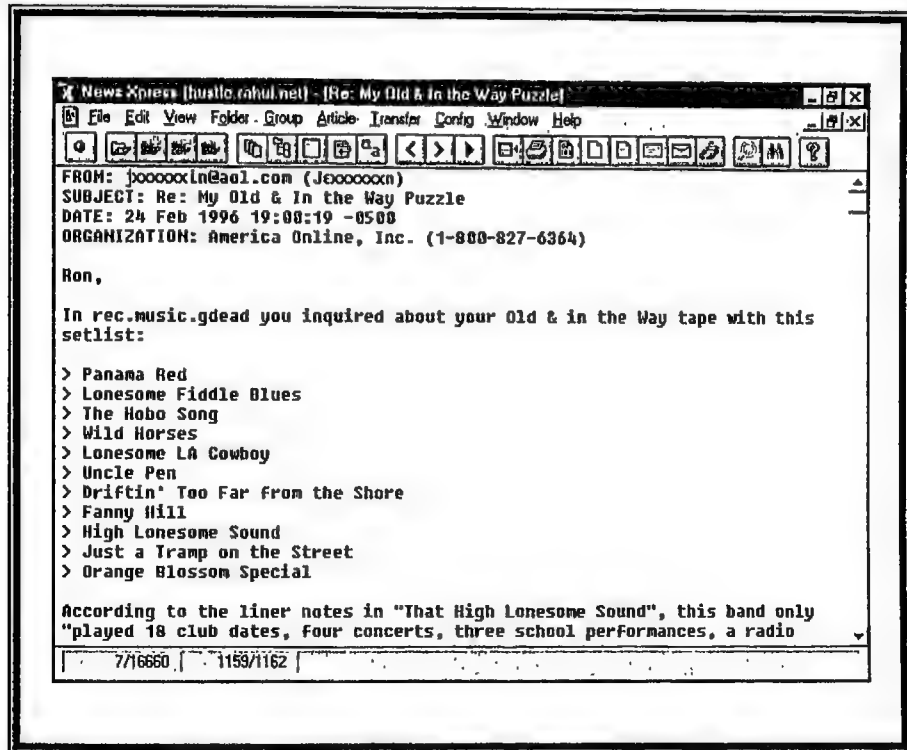 News Xpress [hustle.rahul.net] - [Re: My Old & In the Way Puzzle]
File Edit View Folder Group Article Transfer Config Window Help
FROM: jxxxxxxin@aol.com (Jexxxxxxn)
SUBJECT: Re: My Old & In the Way Puzzle
DATE: 24 Feb 1996 19:08:19 -0500
ORGANIZATION: America Online, Inc. (1-800-827-6364)
Ron,
In rec.music.gdead you inquired about your Old & in the Way tape with this
setlist:
> Panama Red
> Lonesome Fiddle Blues
> The Hobo Song
> Wild Horses
> Lonesome LA Cowboy
> Uncle Pen
> Driftin' Too Far from the Shore
> Fanny Hill
> High Lonesome Sound
> Just a Tramp on the Street
> Orange Blossom Special
According to the liner notes in "That High Lonesome Sound", this band only
"played 18 club dates, four concerts, three school performances, a radio
7/16660 1159/1162